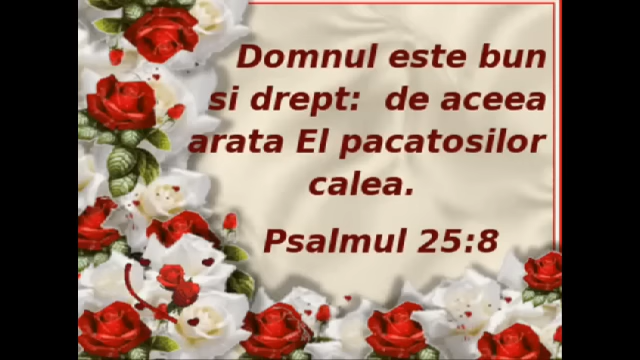 Domnul este bun
si drept:  de aceea
arata El pacatosilor
calea.
Psalmul 25:8